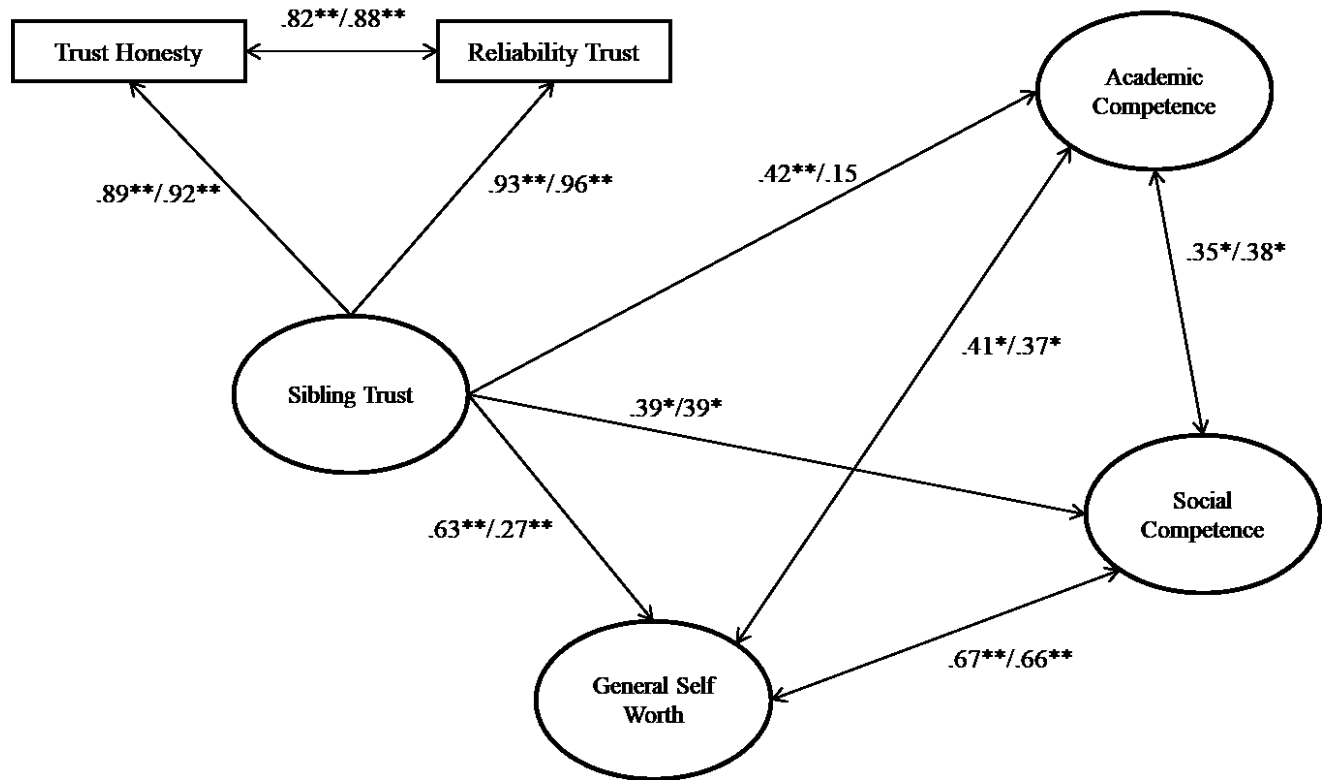 .82**/.88**
Trust Honesty
Reliability Trust
Academic
Competence
.89**/.92**
.93**/.96**
.42**/.15
.35*/.38*
.41*/.37*
Sibling Trust
.39*/39*
Social
Competence
.63**/.27**
.67**/.66**
General Self
Worth